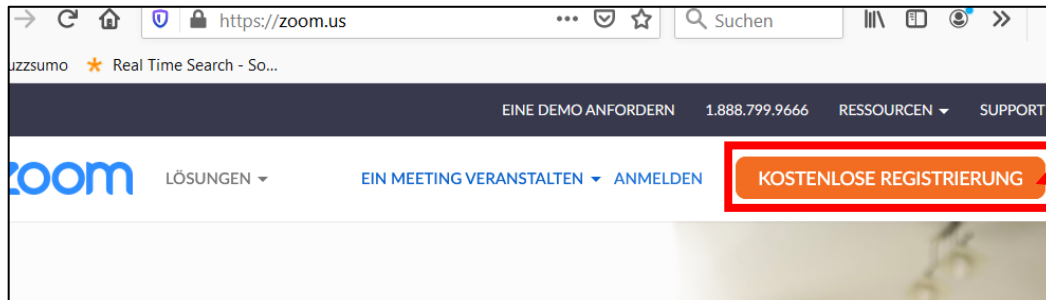 https://zoom.us ••• Suchen
uzzsumo Real Time Search - So...
EINE DEMO ANFORDERN 1.888.799.9666 RESSOURCEN SUPPORT
zoom LÖSUNGEN EIN MEETING VERANSTALTEN ANMELDEN KOSTENLOSE REGISTRIERUNG